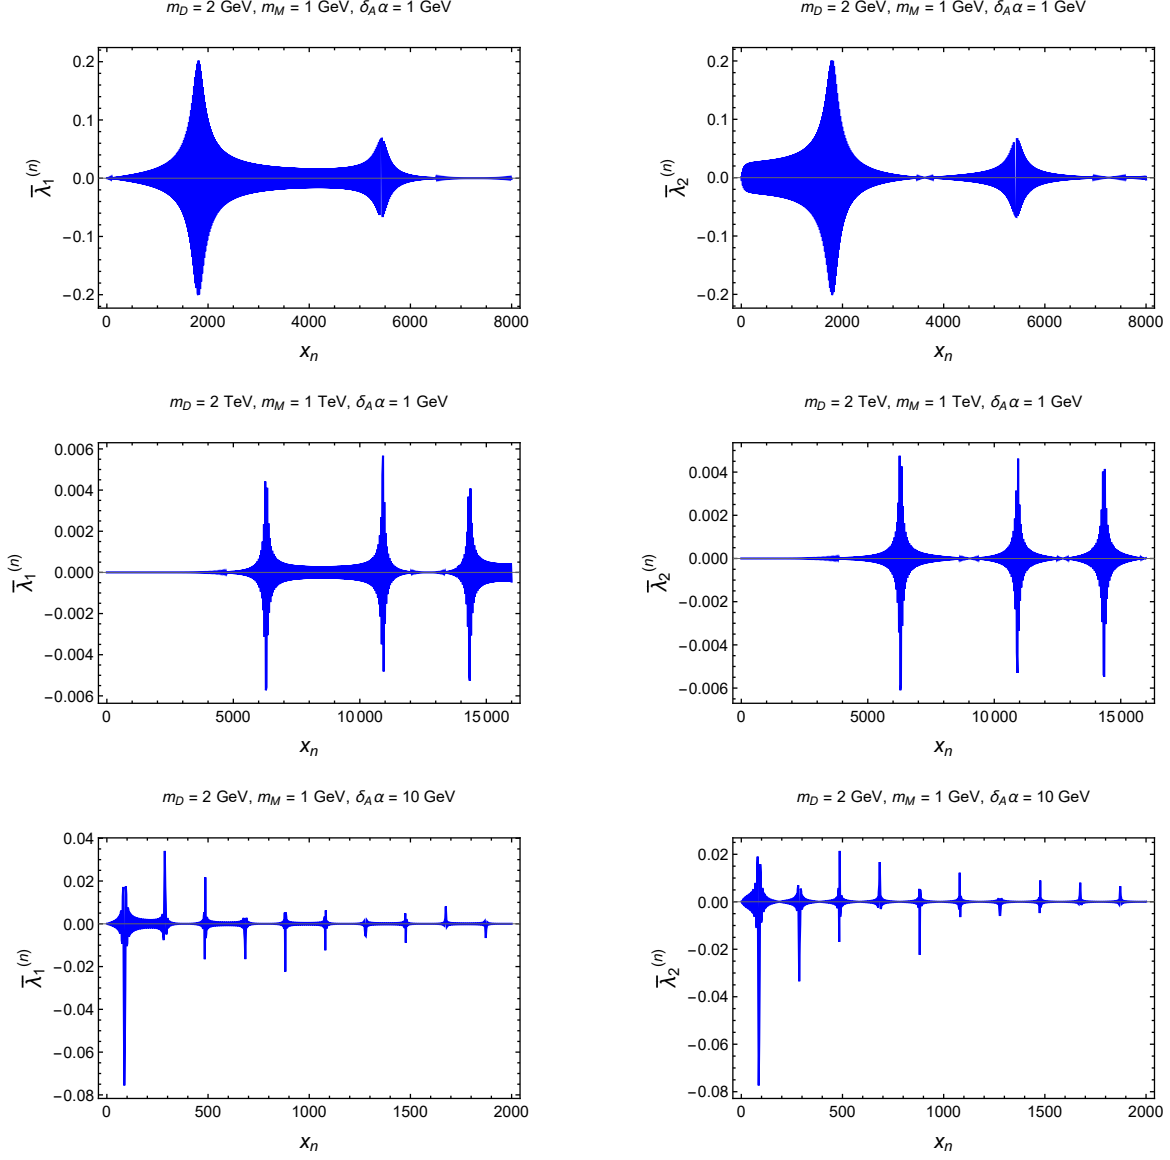 m_D = 2 GeV, m_M = 1 GeV, δ_A α = 1 GeV
0.2
0.1
0.0
−0.1
−0.2
λ̅_1^(n)
0 2000 4000 6000 8000
x_n
m_D = 2 GeV, m_M = 1 GeV, δ_A α = 1 GeV
0.2
0.1
0.0
−0.1
−0.2
λ̅_2^(n)
0 2000 4000 6000 8000
x_n
m_D = 2 TeV, m_M = 1 TeV, δ_A α = 1 GeV
0.006
0.004
0.002
0.000
−0.002
−0.004
−0.006
λ̅_1^(n)
0 5000 10000 15000
x_n
m_D = 2 TeV, m_M = 1 TeV, δ_A α = 1 GeV
0.004
0.002
0.000
−0.002
−0.004
−0.006
λ̅_2^(n)
0 5000 10000 15000
x_n
m_D = 2 GeV, m_M = 1 GeV, δ_A α = 10 GeV
0.04
0.02
0.00
−0.02
−0.04
−0.06
−0.08
λ̅_1^(n)
0 500 1000 1500 2000
x_n
m_D = 2 GeV, m_M = 1 GeV, δ_A α = 10 GeV
0.02
0.00
−0.02
−0.04
−0.06
−0.08
λ̅_2^(n)
0 500 1000 1500 2000
x_n